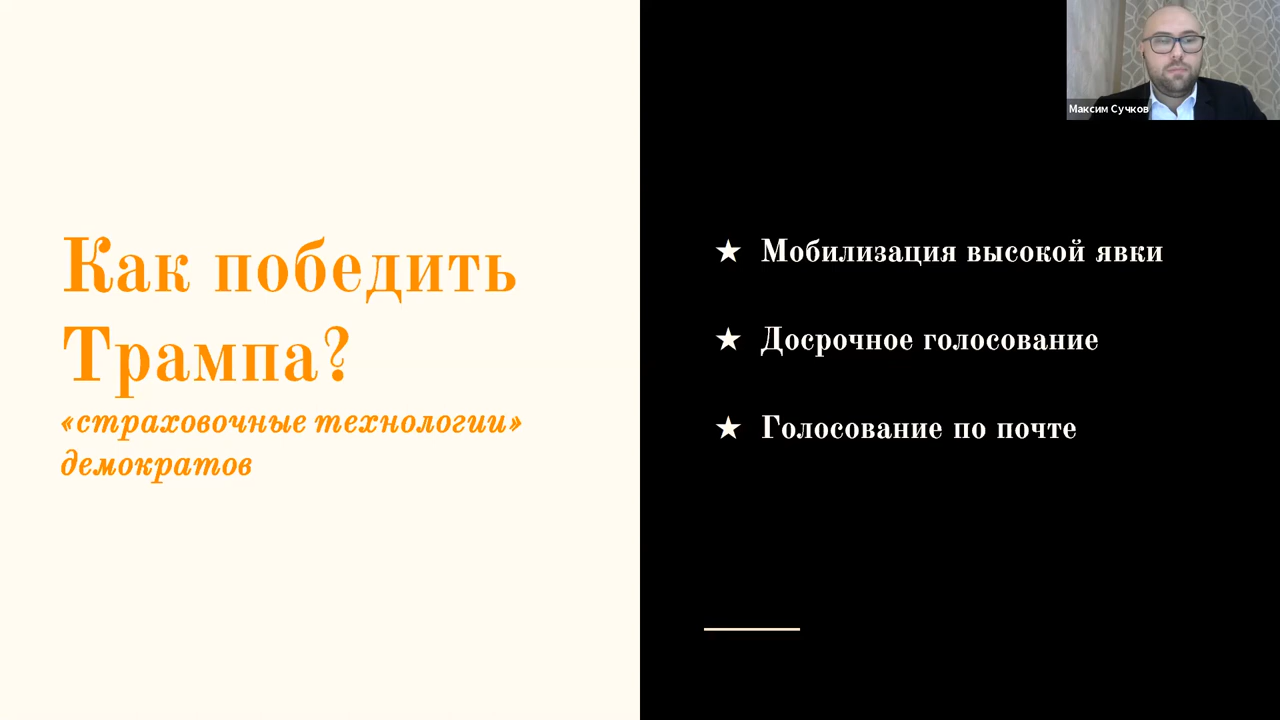 Как победить
Трампа?
«страховочные технологии»
демократов
★ Мобилизация высокой явки
★ Досрочное голосование
★ Голосование по почте
Максим Сучков